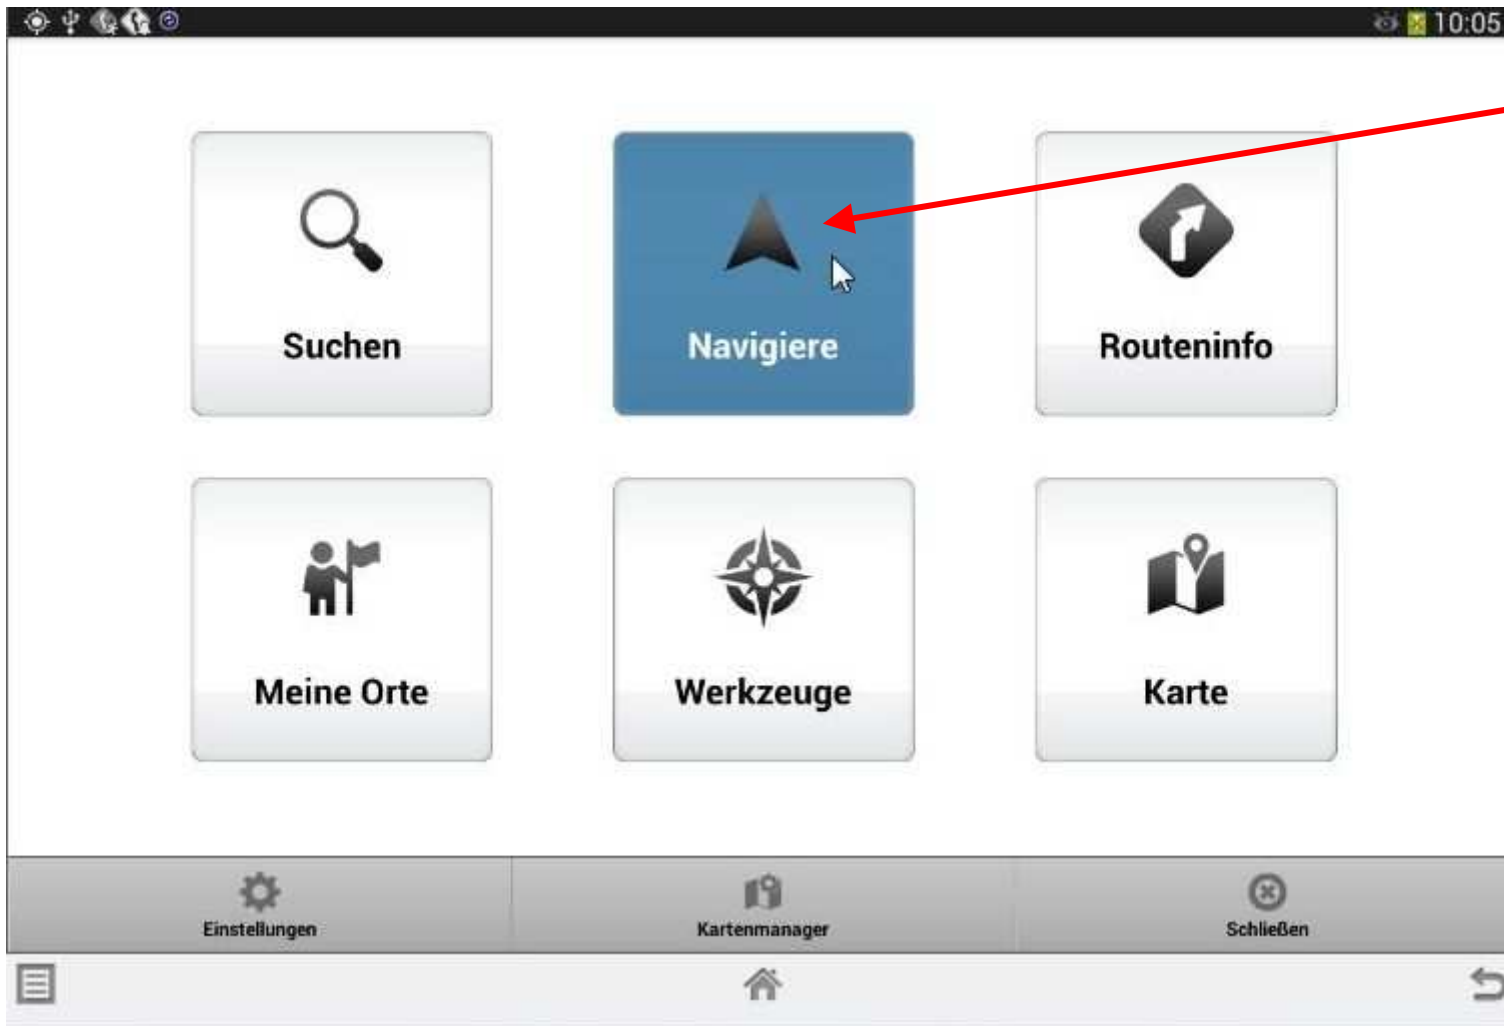 10:05
Suchen
Navigiere
Routeninfo
Meine Orte
Werkzeuge
Karte
Einstellungen
Kartenmanager
Schließen